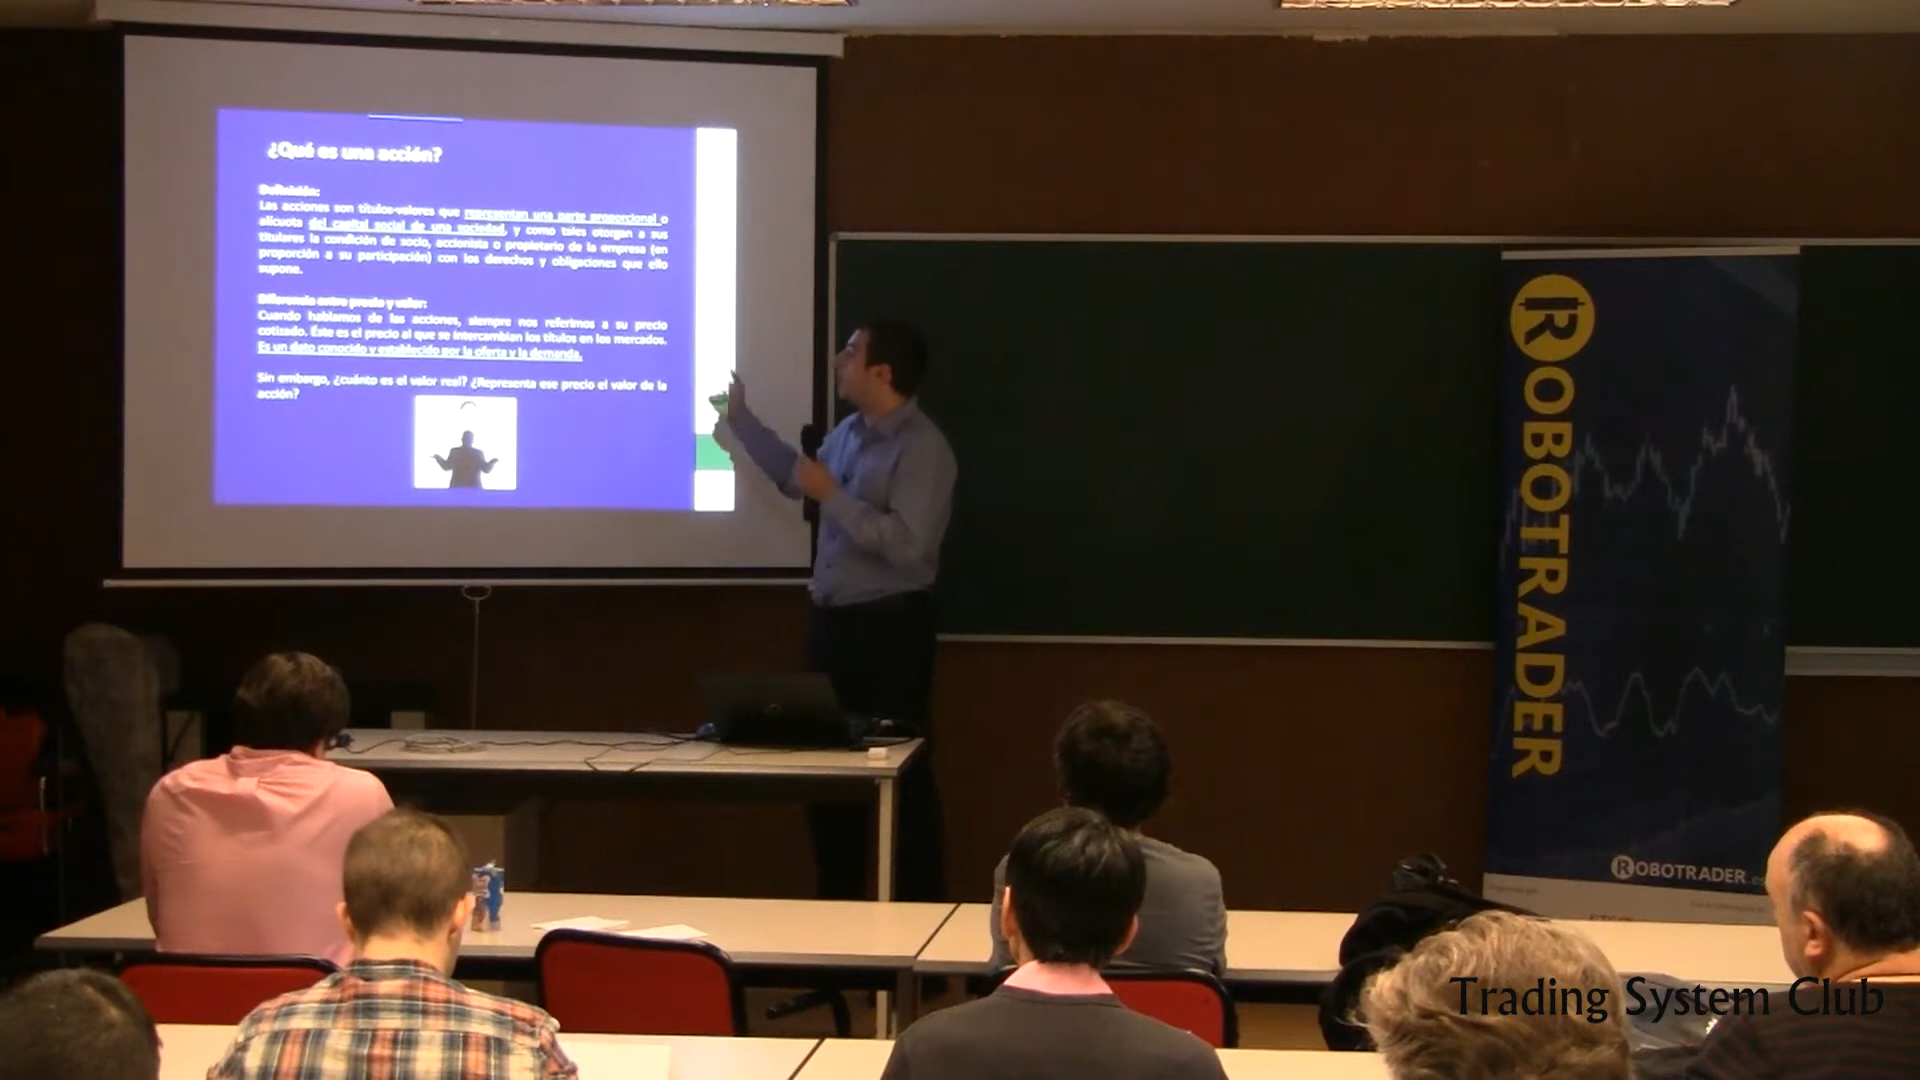 ¿Qué es una acción?
Definición:
Las acciones son títulos-valores que representan una parte proporcional o
alícuota del capital social de una sociedad, y como tales otorgan a sus
titulares la condición de socio, accionista o propietario de la empresa (en
proporción a su participación) con los derechos y obligaciones que ello
supone.
Diferencia entre precio y valor:
Cuando hablamos de las acciones, siempre nos referimos a su precio
cotizado. Éste es el precio al que se intercambian los títulos en los mercados.
Es un dato conocido y establecido por la oferta y la demanda.
Sin embargo, ¿cuánto es el valor real? ¿Representa ese precio el valor de la
acción?
ROBOTRADER
ROBOTRADER.es
Trading System Club